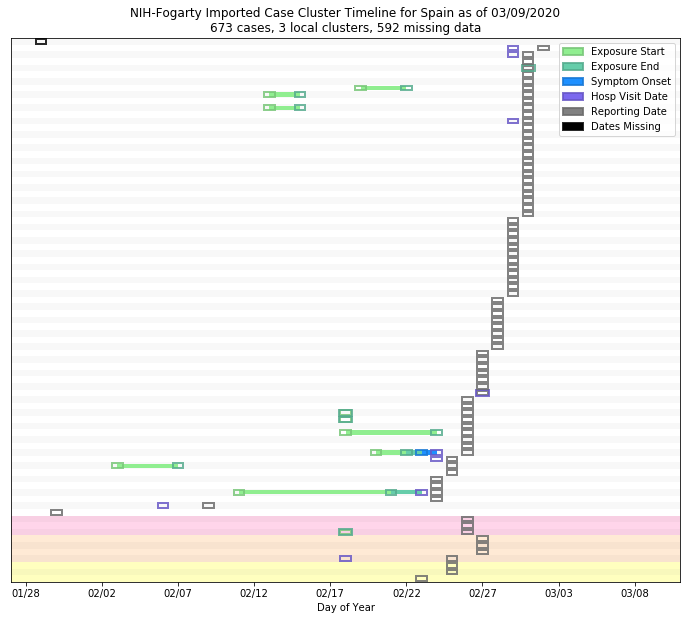 NIH-Fogarty Imported Case Cluster Timeline for Spain as of 03/09/2020
673 cases, 3 local clusters, 592 missing data
Exposure Start
Exposure End
Symptom Onset
Hosp Visit Date
Reporting Date
Dates Missing
01/28 02/02 02/07 02/12 02/17 02/22 02/27 03/03 03/08
Day of Year